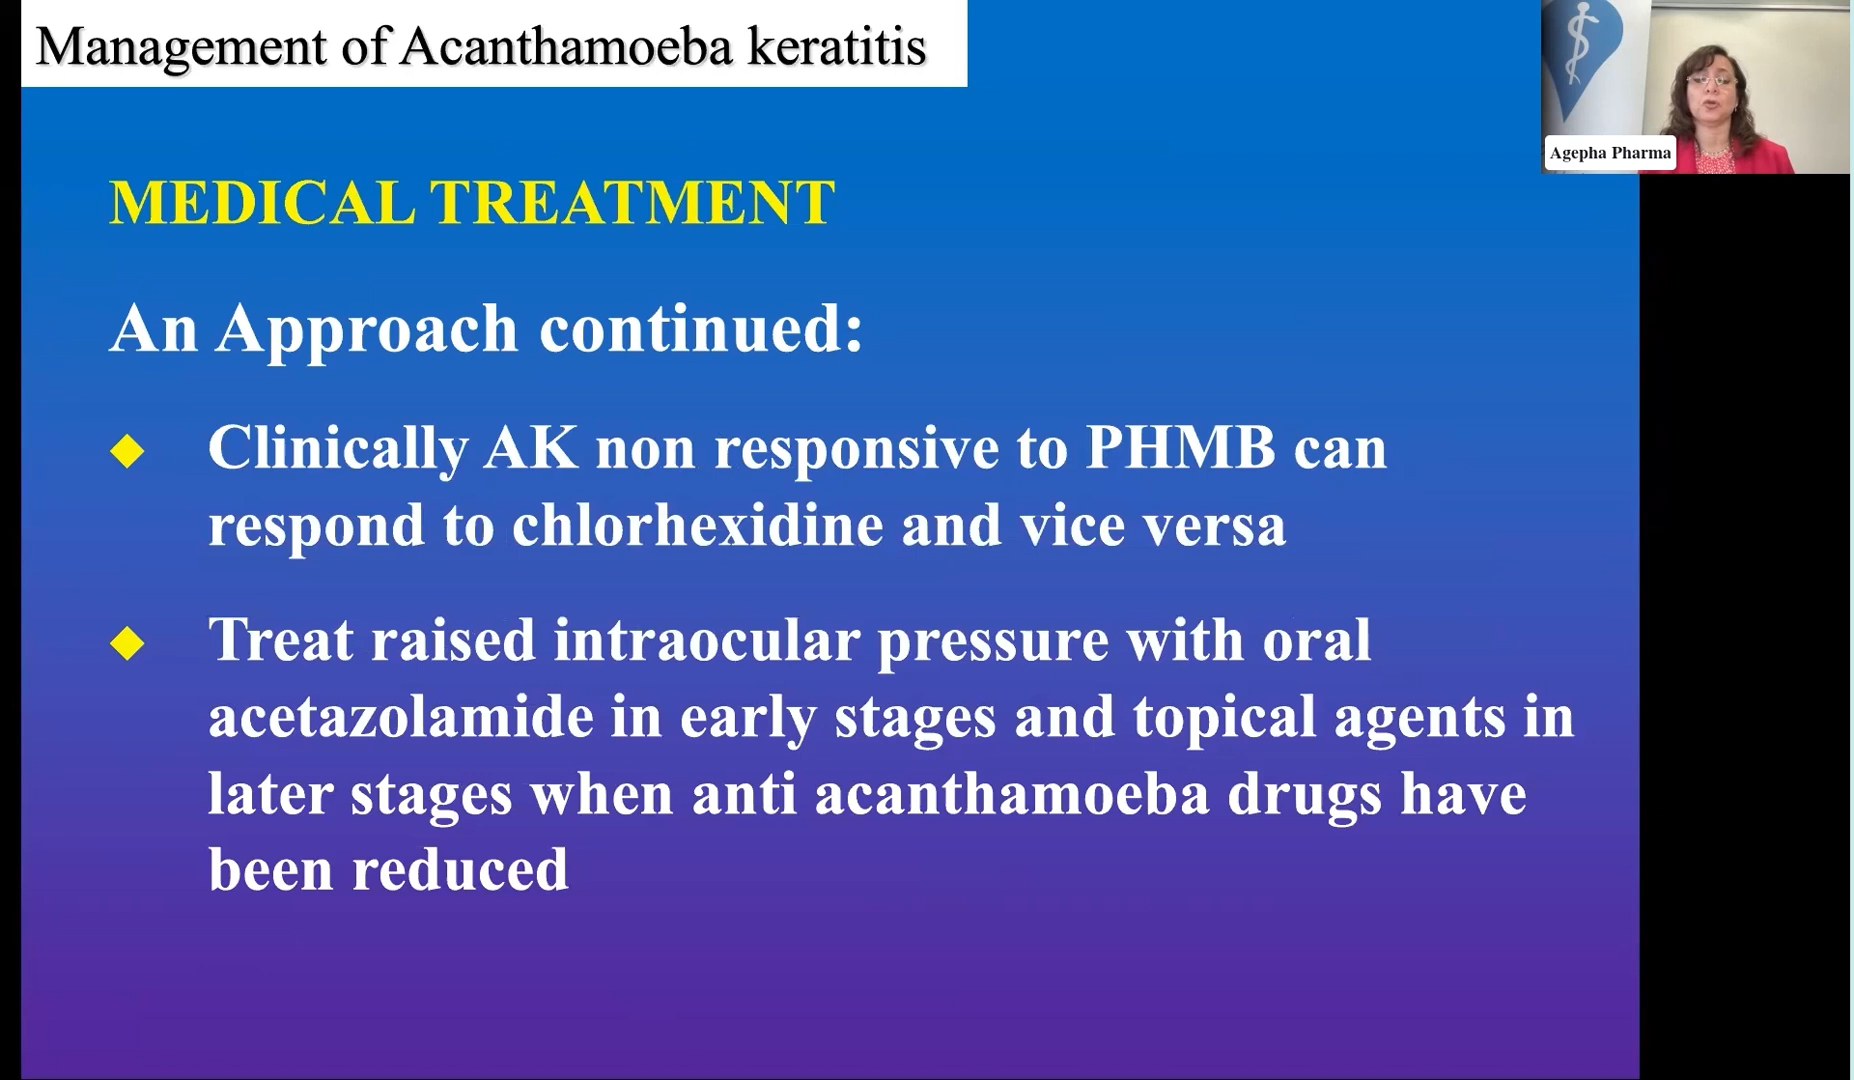 Management of Acanthamoeba keratitis
Agepha Pharma
MEDICAL TREATMENT
An Approach continued:
Clinically AK non responsive to PHMB can
respond to chlorhexidine and vice versa
Treat raised intraocular pressure with oral
acetazolamide in early stages and topical agents in
later stages when anti acanthamoeba drugs have
been reduced